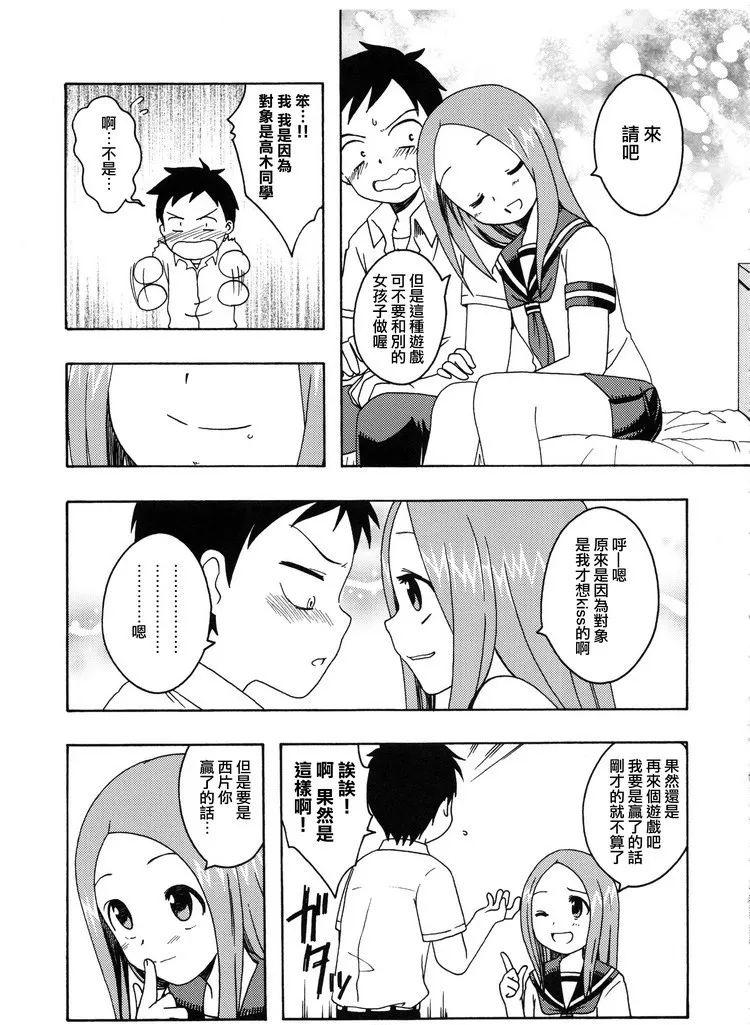 來
請吧
但是這種遊戲
可不要和別的
女孩子做喔
笨…!!
我 我是因為
對象是高木同學
啊…不是…
呼—嗯
原來是因為對象
是我才想kiss的啊
…………
…………嗯
果然還是
再來個遊戲吧
我要是贏了的話
剛才的就不算了
誒誒！
啊 果然是
這樣啊！
ガタッ
但是要是
西片你
贏了的話…